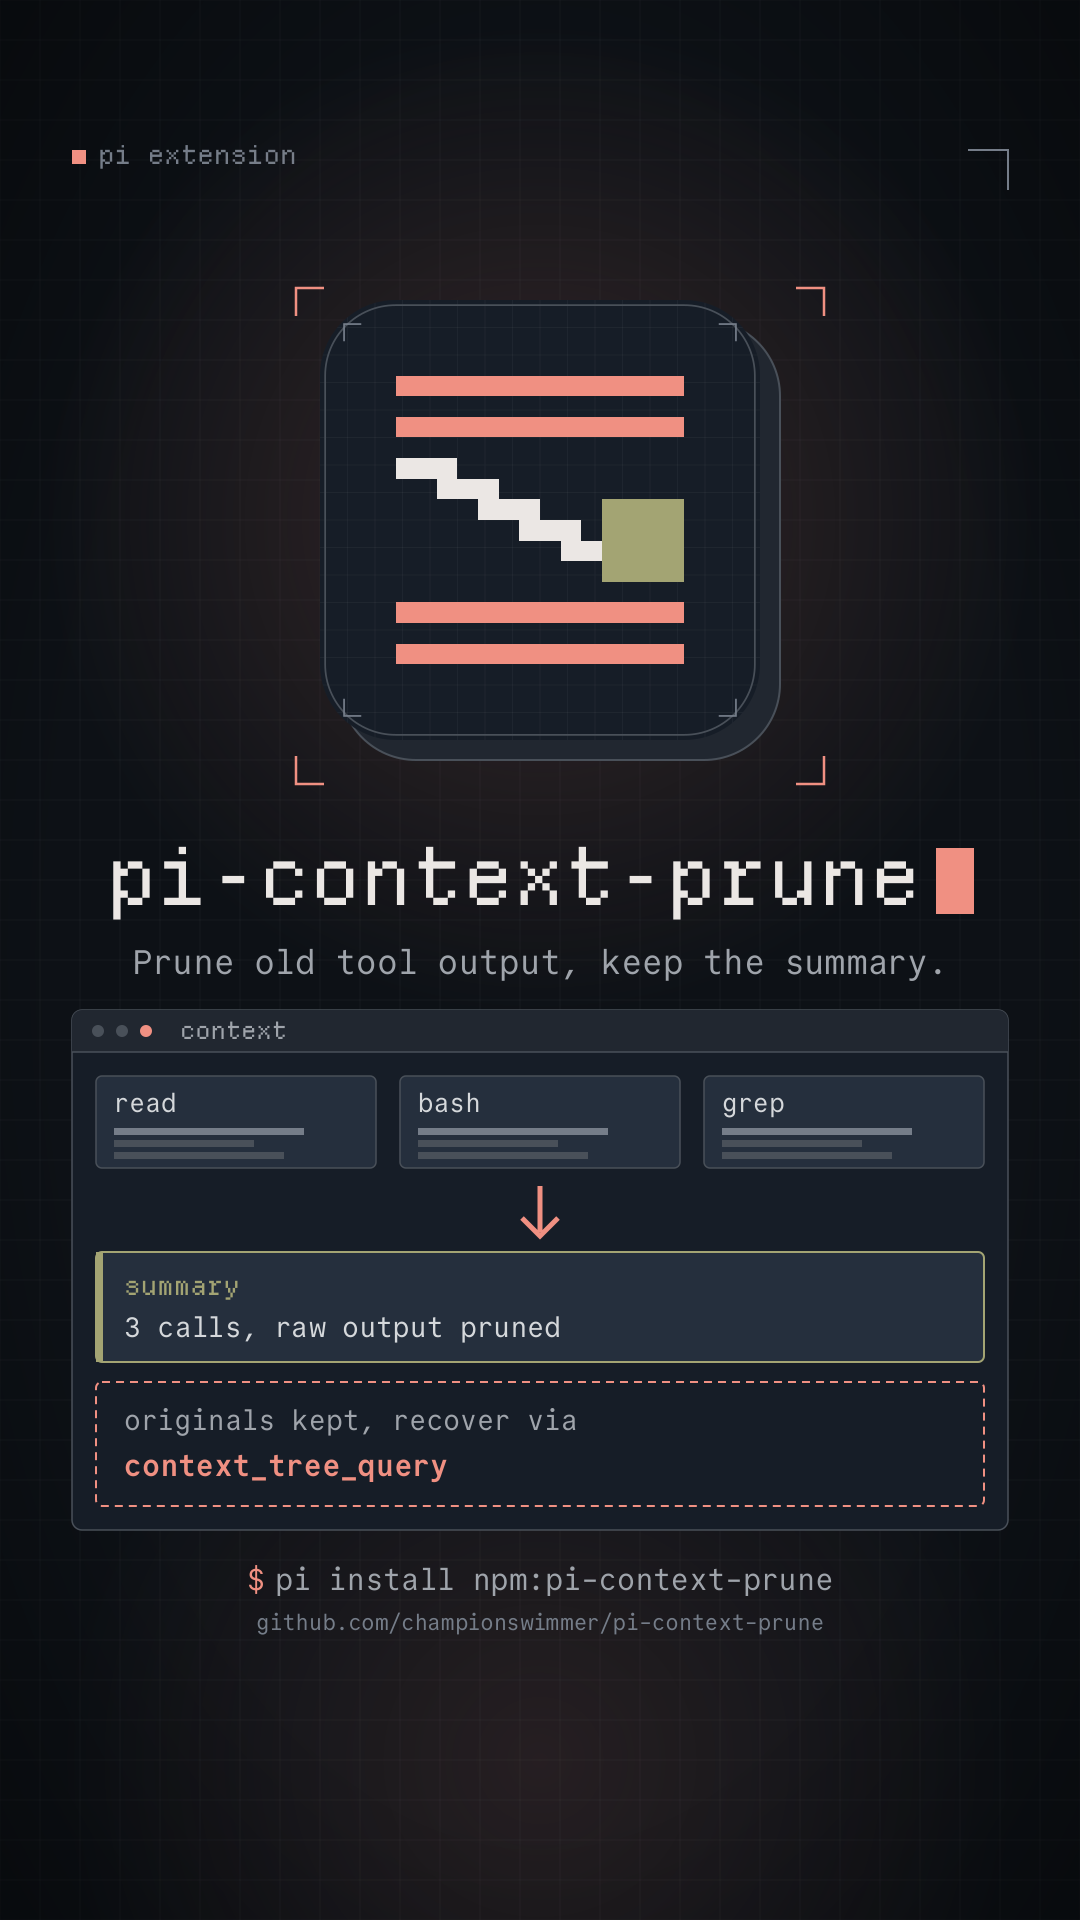 pi extension
pi-context-prune
Prune old tool output, keep the summary.
context
read
bash
grep
summary
3 calls, raw output pruned
originals kept, recover via
context_tree_query
$ pi install npm:pi-context-prune
github.com/championswimmer/pi-context-prune